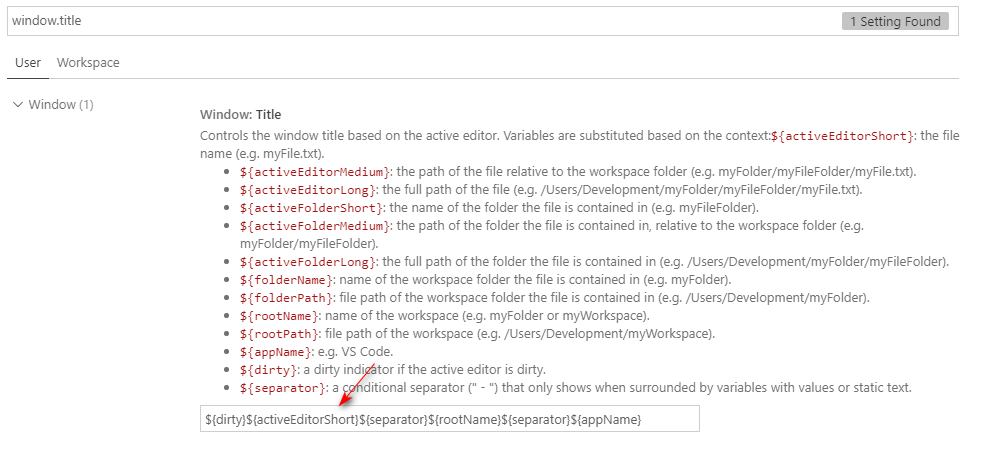 window.title
1 Setting Found
User
Workspace
Window (1)
Window: Title
Controls the window title based on the active editor. Variables are substituted based on the context:${activeEditorShort}: the file
name (e.g. myFile.txt).
${activeEditorMedium}: the path of the file relative to the workspace folder (e.g. myFolder/myFileFolder/myFile.txt).
${activeEditorLong}: the full path of the file (e.g. /Users/Development/myFolder/myFileFolder/myFile.txt).
${activeFolderShort}: the name of the folder the file is contained in (e.g. myFileFolder).
${activeFolderMedium}: the path of the folder the file is contained in, relative to the workspace folder (e.g.
myFolder/myFileFolder).
${activeFolderLong}: the full path of the folder the file is contained in (e.g. /Users/Development/myFolder/myFileFolder).
${folderName}: name of the workspace folder the file is contained in (e.g. myFolder).
${folderPath}: file path of the workspace folder the file is contained in (e.g. /Users/Development/myFolder).
${rootName}: name of the workspace (e.g. myFolder or myWorkspace).
${rootPath}: file path of the workspace (e.g. /Users/Development/myWorkspace).
${appName}: e.g. VS Code.
${dirty}: a dirty indicator if the active editor is dirty.
${separator}: a conditional separator (" - ") that only shows when surrounded by variables with values or static text.
${dirty}${activeEditorShort}${separator}${rootName}${separator}${appName}